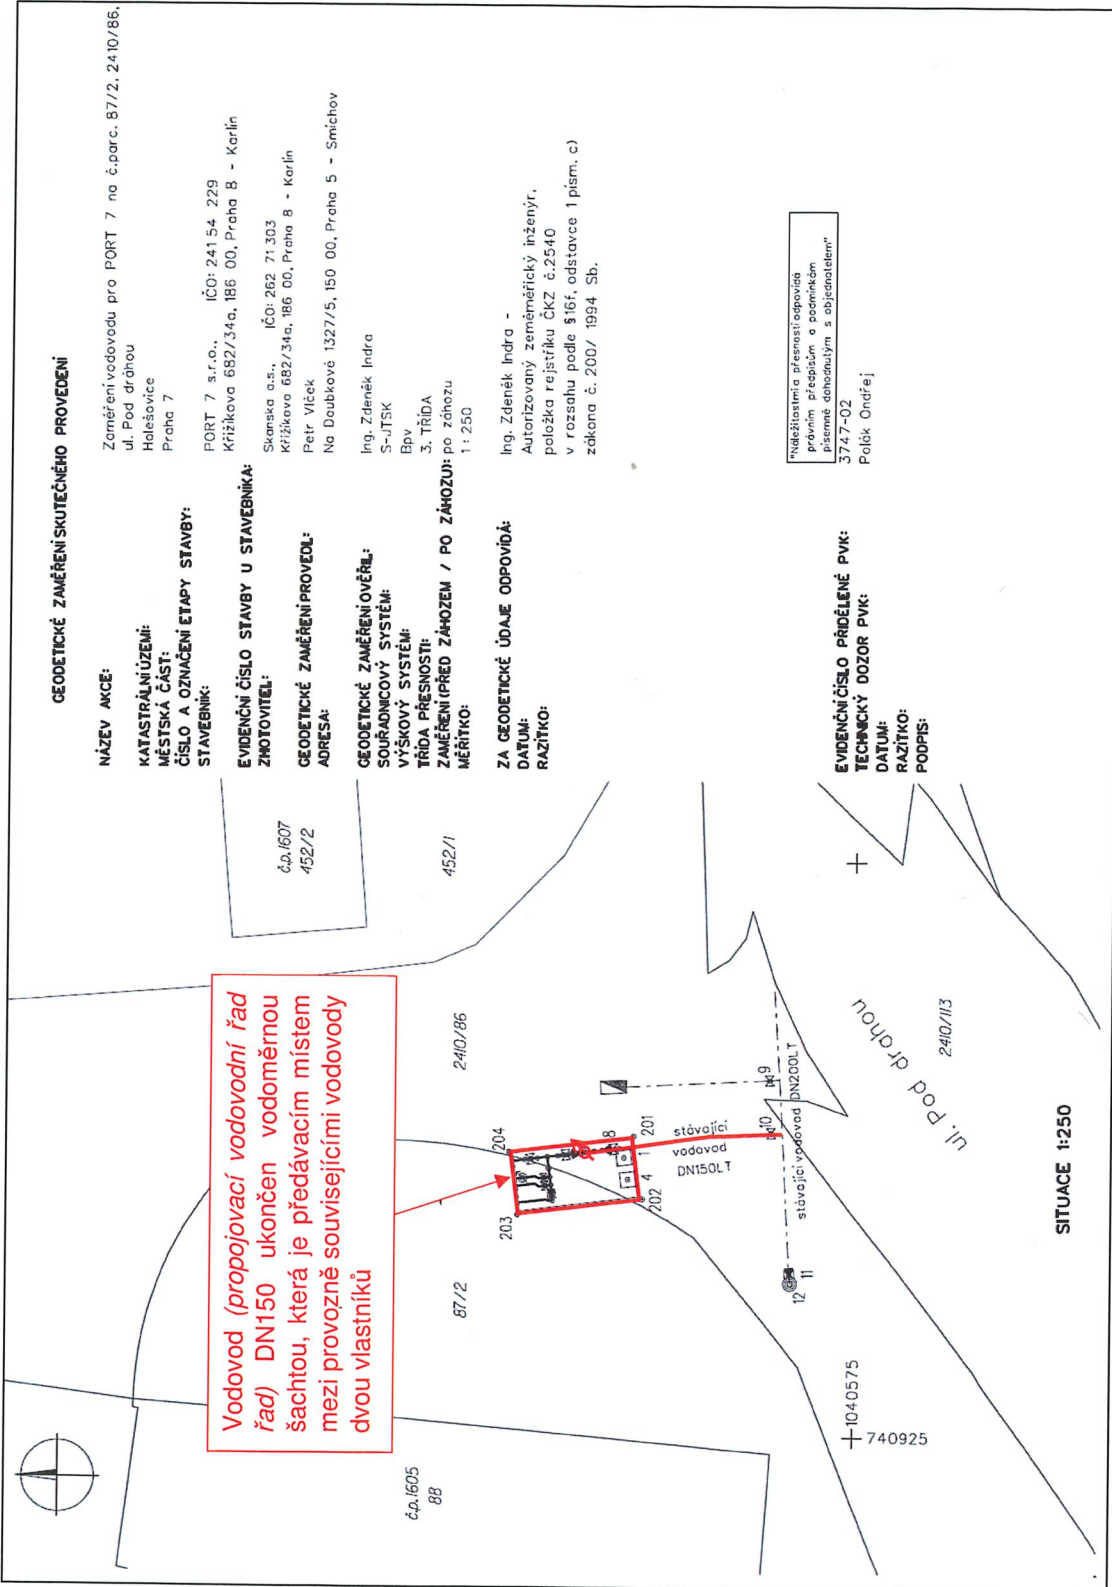 GEODETICKÉ ZAMĚŘENÍ SKUTEČNÉHO PROVEDENÍ
NÁZEV AKCE: Zaměření vodovodu pro PORT 7 na č.parc. 87/2, 2410/86,
ul. Pod dráhou
KATASTRÁLNÍ ÚZEMÍ: Holešovice
MĚSTSKÁ ČÁST: Praha 7
ČÍSLO A OZNAČENÍ ETAPY STAVBY:
STAVEBNÍK: PORT 7 s.r.o., IČO: 241 54 229
Křižíkova 682/34a, 186 00, Praha 8 - Karlín
EVIDENČNÍ ČÍSLO STAVBY U STAVEBNÍKA:
ZHOTOVITEL: Skanska a.s., IČO: 262 71 303
Křižíkova 682/34a, 186 00, Praha 8 - Karlín
GEODETICKÉ ZAMĚŘENÍ PROVEDL: Petr Vlček
ADRESA: Na Doubkové 1327/5, 150 00, Praha 5 - Smíchov
GEODETICKÉ ZAMĚŘENÍ OVĚŘIL: Ing. Zdeněk Indra
SOUŘADNICOVÝ SYSTÉM: S-JTSK
VÝŠKOVÝ SYSTÉM: Bpv
TŘÍDA PŘESNOSTI: 3. TŘÍDA
ZAMĚŘENÍ (PŘED ZÁHOZEM / PO ZÁHOZU): po záhozu
MĚŘÍTKO: 1 : 250
ZA GEODETICKÉ ÚDAJE ODPOVÍDÁ: Ing. Zdeněk Indra -
DATUM: Autorizovaný zeměměřický inženýr,
RAZÍTKO: položka rejstříku ČKZ č.2540
v rozsahu podle §16f, odstavce 1 písm. c)
zákona č. 200/ 1994 Sb.
"Náležitostmi a přesností odpovídá
právním předpisům a podmínkám
písemně dohodnutým s objednatelem"
EVIDENČNÍ ČÍSLO PŘIDĚLENÉ PVK: 3747-02
TECHNICKÝ DOZOR PVK: Polák Ondřej
DATUM:
RAZÍTKO:
PODPIS:
č.p.1607
452/2
452/1
Vodovod (propojovací vodovodní řad
řad) DN150 ukončen vodoměrnou
šachtou, která je předávacím místem
mezi provozně souvisejícími vodovody
dvou vlastníků
2410/86
204
203
87/2
8
201
1
4
202
stávající
vodovod
DN150LT
9
10
stávající vodovod DN200LT
12 11
č.p.1605
88
ul. Pod drahou
2410/113
1040575
740925
SITUACE 1:250